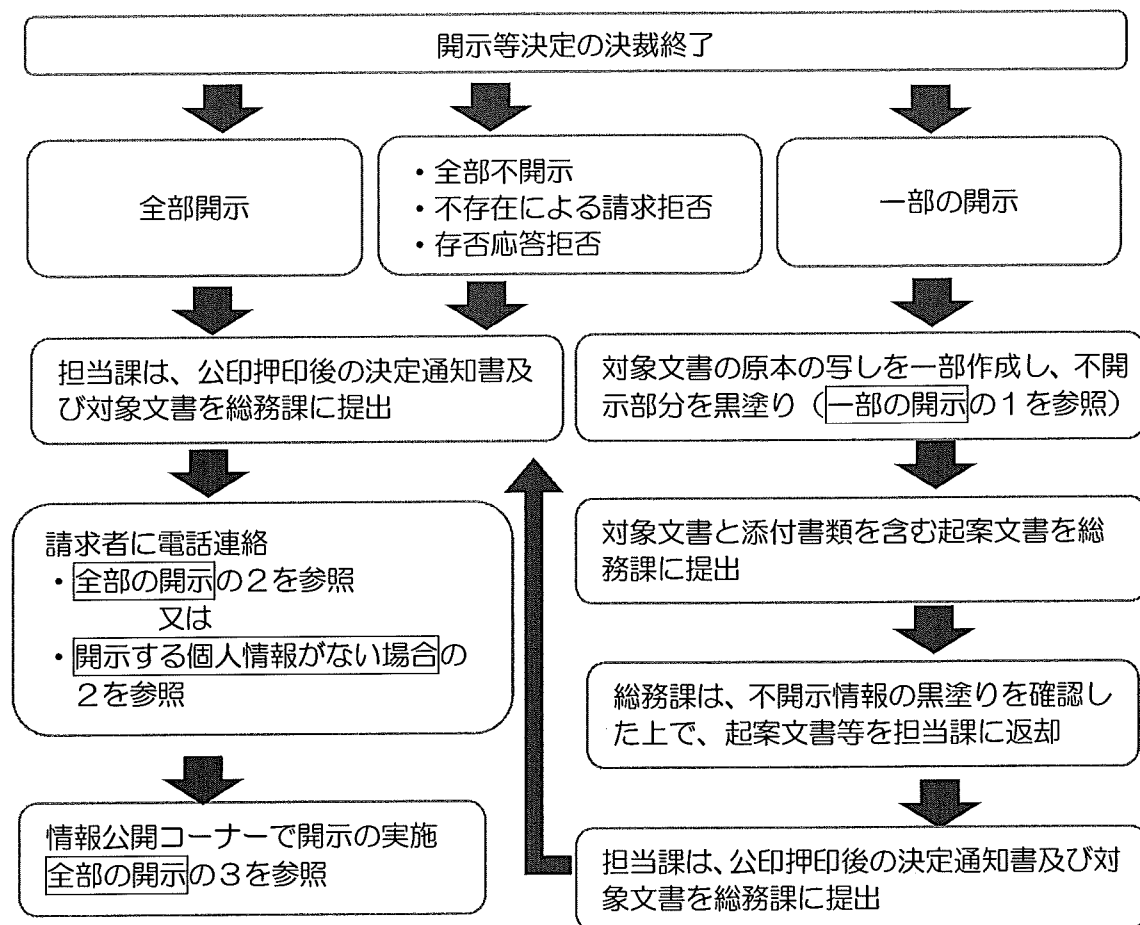 開示等決定の決裁終了
全部開示
・全部不開示
・不存在による請求拒否
・存否応答拒否
一部の開示
担当課は、公印押印後の決定通知書及
び対象文書を総務課に提出
対象文書の原本の写しを一部作成し、不開
示部分を黒塗り（一部の開示の１を参照）
請求者に電話連絡
・全部の開示の２を参照
又は
・開示する個人情報がない場合の
２を参照
対象文書と添付書類を含む起案文書を総
務課に提出
総務課は、不開示情報の黒塗りを確認し
た上で、起案文書等を担当課に返却
情報公開コーナーで開示の実施
全部の開示の３を参照
担当課は、公印押印後の決定通知書及び対
象文書を総務課に提出